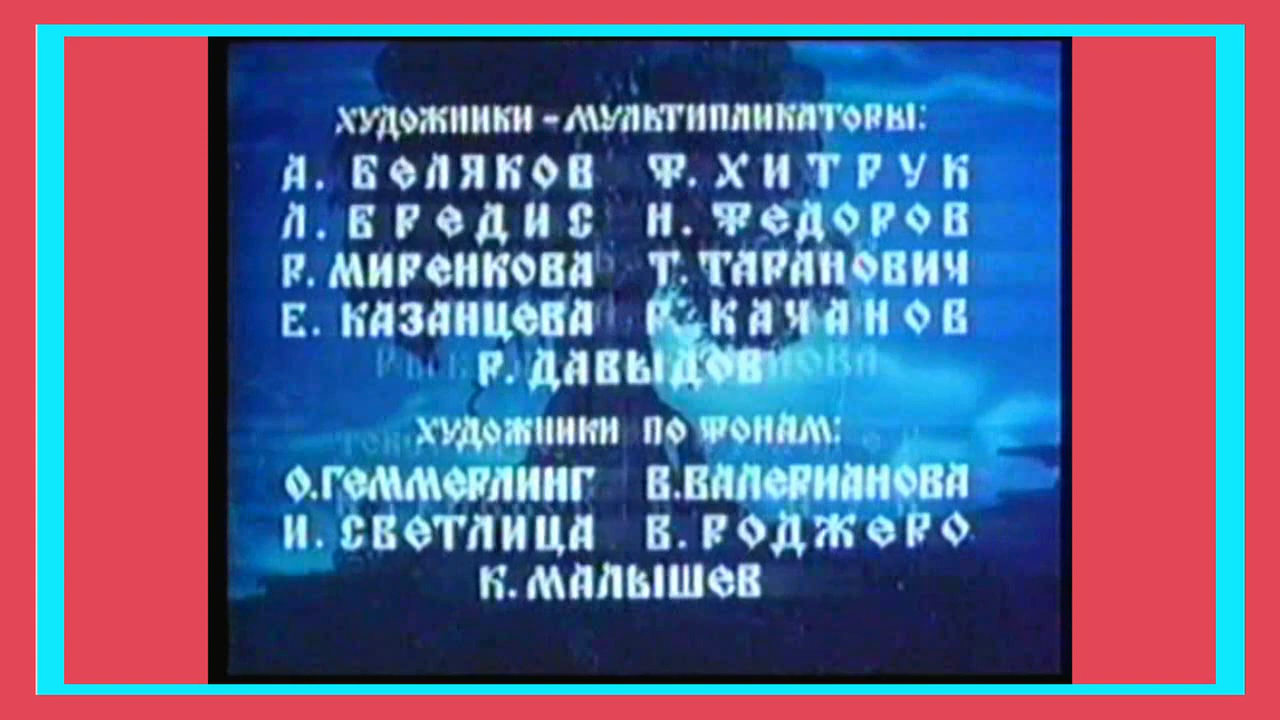 ХУДОЖНИКИ - МУЛЬТИПЛИКАТОРЫ:
А. БЕЛЯКОВ Ф. ХИТРУК
Л. БРЕДИС Н. ФЕДОРОВ
Р. МИРЕНКОВА Т. ТАРАНОВИЧ
Е. КАЗАНЦЕВА Р. КАЧАНОВ
Р. ДАВЫДОВ
ХУДОЖНИКИ ПО ФОНАМ:
О. ГЕММЕРЛИНГ В. ВАЛЕРИАНОВА
И. СВЕТЛИЦА В. РОДЖЕРО
К. МАЛЫШЕВ